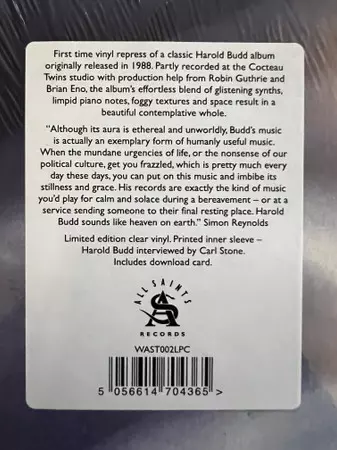 First time vinyl repress of a classic Harold Budd album
originally released in 1988. Partly recorded at the Cocteau
Twins studio with production help from Robin Guthrie and
Brian Eno, the album's effortless blend of glistening synths,
limpid piano notes, foggy textures and space result in a
beautiful contemplative whole.
"Although its aura is ethereal and unworldly, Budd's music
is actually an exemplary form of humanly useful music.
When the mundane urgencies of life, or the nonsense of our
political culture, get you frazzled, which is pretty much every
day these days, you can put on this music and imbibe its
stillness and grace. His records are exactly the kind of music
you'd play for calm and solace during a bereavement – or at a
service sending someone to their final resting place. Harold
Budd sounds like heaven on earth." Simon Reynolds
Limited edition clear vinyl. Printed inner sleeve –
Harold Budd interviewed by Carl Stone.
Includes download card.
ALL SAINTS
AS
RECORDS
WAST002LPC
5 056614 704365 >